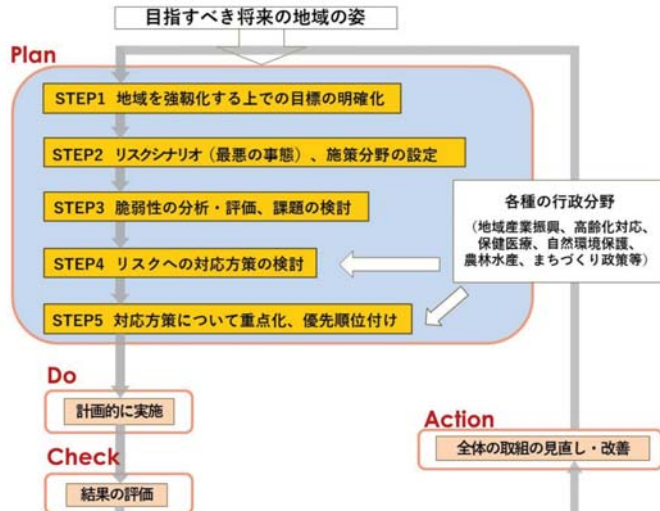 目指すべき将来の地域の姿
Plan
STEP1 地域を強靱化する上での目標の明確化
STEP2 リスクシナリオ（最悪の事態）、施策分野の設定
STEP3 脆弱性の分析・評価、課題の検討
STEP4 リスクへの対応方策の検討
STEP5 対応方策について重点化、優先順位付け
各種の行政分野
（地域産業振興、高齢化対応、
保健医療、自然環境保護、
農林水産、まちづくり政策等）
Do
計画的に実施
Check
結果の評価
Action
全体の取組の見直し・改善